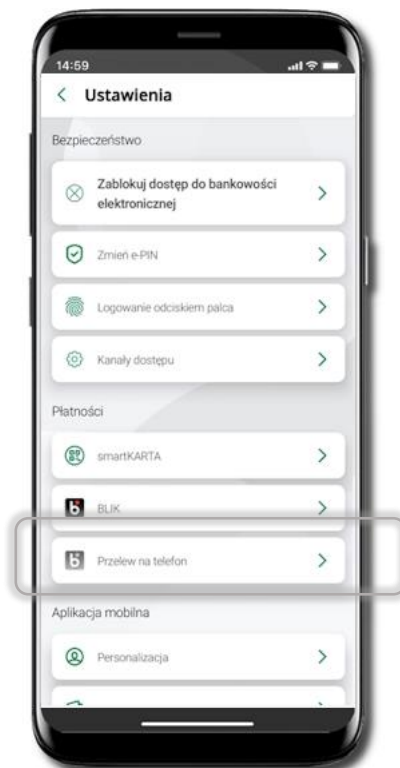 14:59
Ustawienia
Bezpieczeństwo
Zablokuj dostęp do bankowości
elektronicznej
Zmień e-PIN
Logowanie odciskiem palca
Kanały dostępu
Płatności
smartKARTA
BLIK
Przelew na telefon
Aplikacja mobilna
Personalizacja